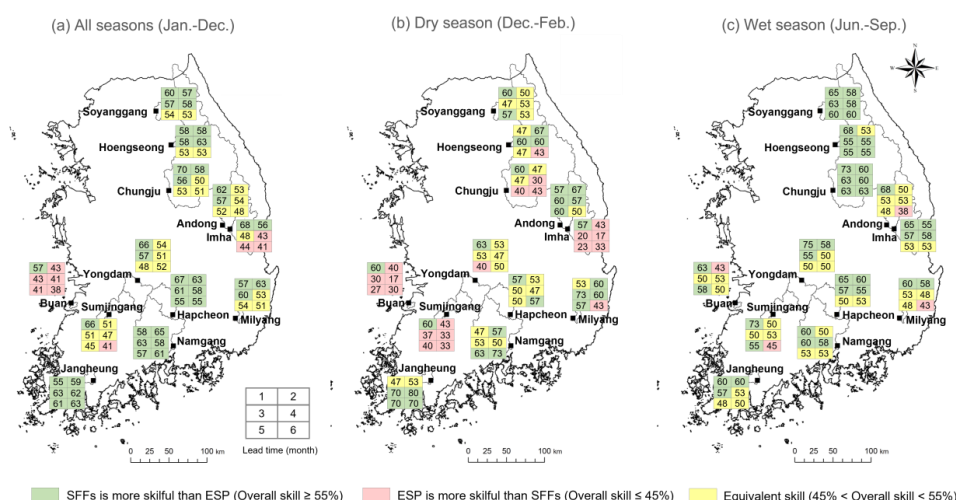 (a) All seasons (Jan.-Dec.)
(b) Dry season (Dec.-Feb.)
(c) Wet season (Jun.-Sep.)
60 57
57 58
54 53
Soyanggang
58 58
58 63
53 53
Hoengseong
70 58
56 50
53 51
Chungju
62 53
57 54
52 48
Andong
68 56
48 43
44 41
Imha
66 54
57 51
48 52
Yongdam
57 43
43 41
41 38
Buan
67 63
61 58
55 55
Hapcheon
57 63
60 53
54 51
Milyang
Sumjingang
66 51
51 47
45 41
58 65
63 58
57 61
Namgang
Jangheung
55 59
63 62
61 63
1 2
3 4
5 6
Lead time (month)
0 25 50 100 km
60 50
47 53
57 53
Soyanggang
47 67
60 60
47 43
Hoengseong
60 47
47 30
40 43
Chungju
57 67
60 57
60 50
Andong
57 43
20 17
23 33
Imha
63 53
53 47
40 50
Yongdam
60 40
30 17
27 30
Buan
57 53
50 47
50 57
Hapcheon
53 60
73 60
57 43
Milyang
Sumjingang
60 43
37 33
40 33
47 57
53 50
63 73
Namgang
Jangheung
47 53
70 80
70 70
0 25 50 100 km
N
W E
S
65 58
63 58
60 60
Soyanggang
68 53
55 55
55 55
Hoengseong
73 60
63 60
63 63
Chungju
68 50
53 53
48 38
Andong
65 55
57 58
53 53
Imha
75 58
55 50
50 50
Yongdam
63 43
50 53
58 50
Buan
65 60
57 55
50 53
Hapcheon
60 58
53 48
48 43
Milyang
Sumjingang
73 50
50 53
55 45
60 50
60 58
53 53
Namgang
Jangheung
60 60
57 53
48 50
0 25 50 100 km
SFFs is more skilful than ESP (Overall skill ≥ 55%)
ESP is more skilful than SFFs (Overall skill ≤ 45%)
Equivalent skill (45% < Overall skill < 55%)